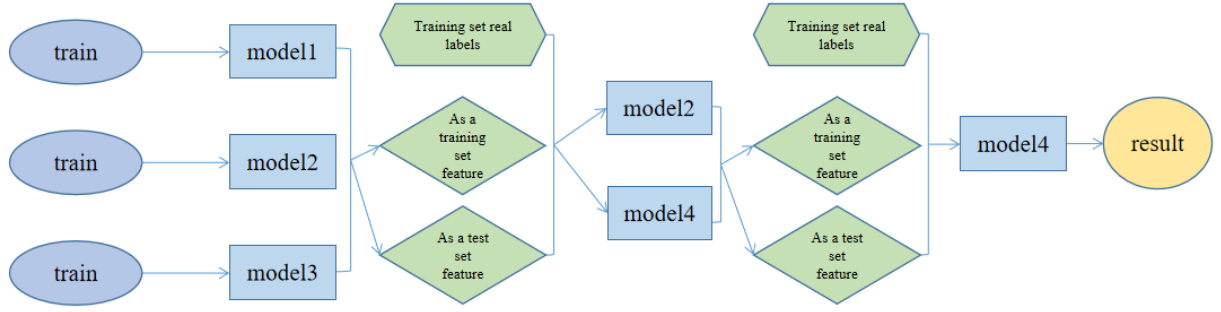 train
model1
train
model2
train
model3
Training set real
labels
As a
training
set
feature
As a test
set
feature
model2
model4
Training set real
labels
As a
training
set
feature
As a test
set
feature
model4
result